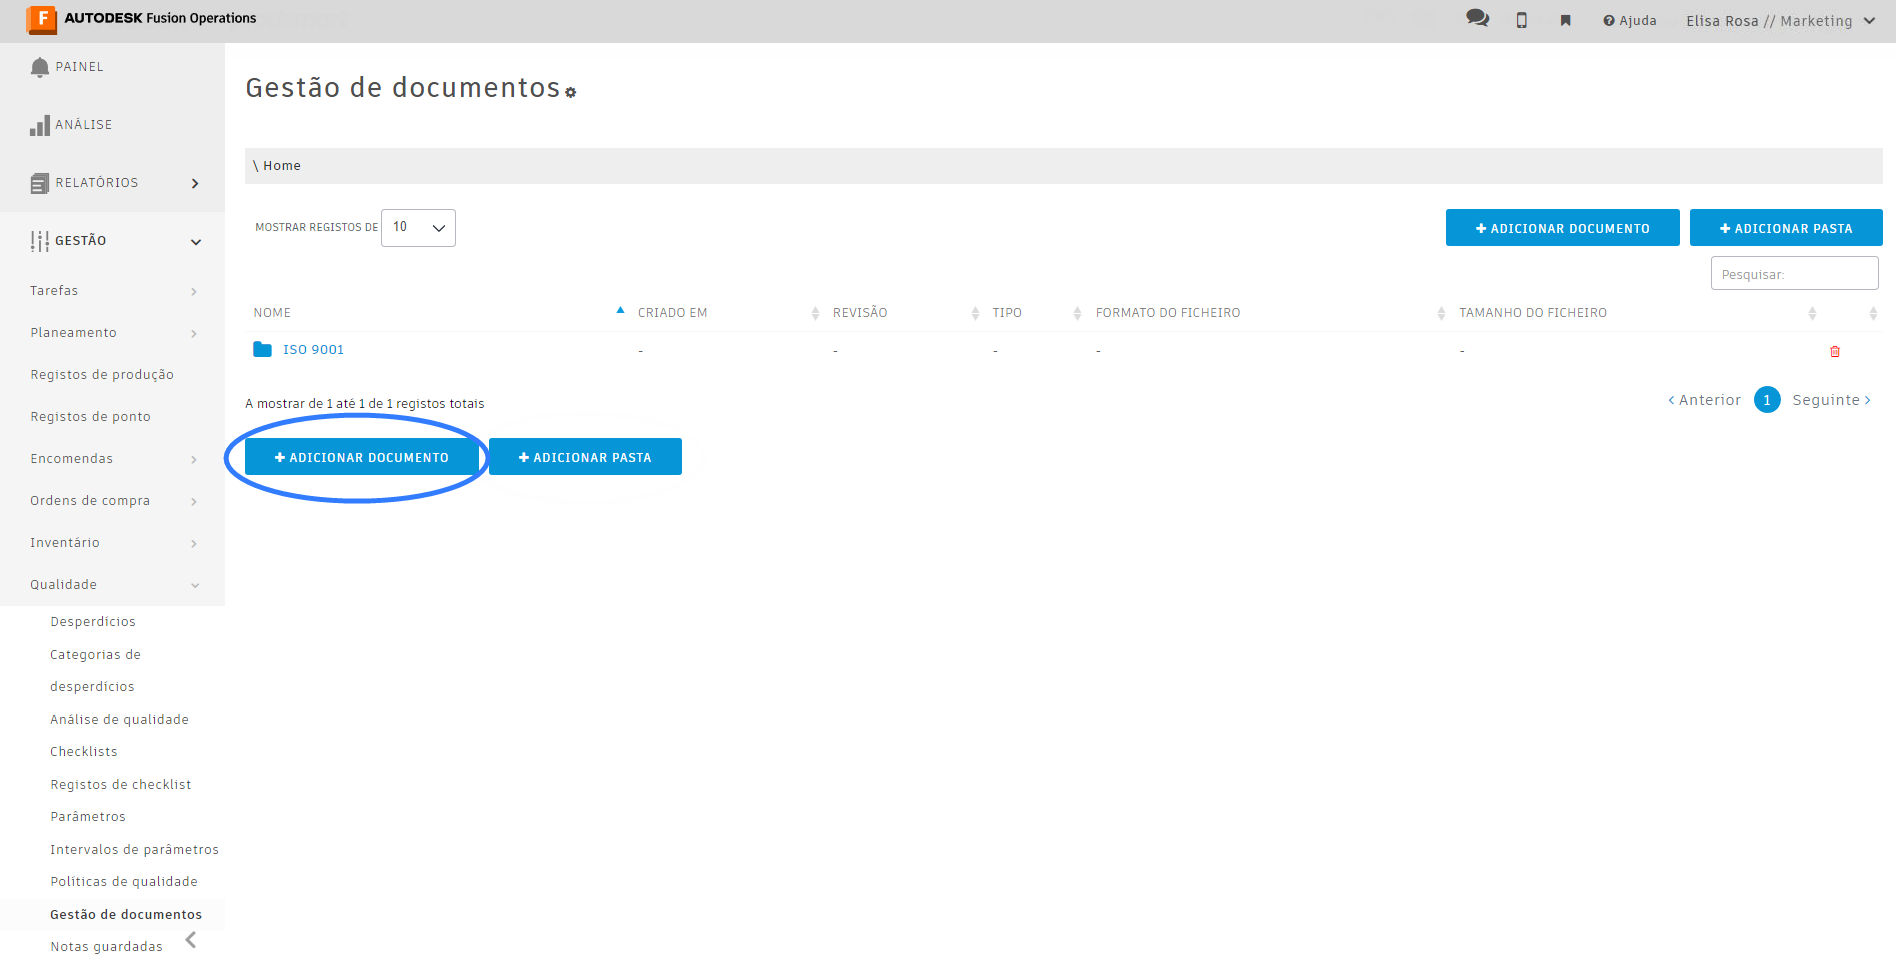 F AUTODESK Fusion Operations
Ajuda
Elisa Rosa // Marketing
PAINEL
ANÁLISE
RELATÓRIOS
GESTÃO
Tarefas
Planeamento
Registos de produção
Registos de ponto
Encomendas
Ordens de compra
Inventário
Qualidade
Desperdícios
Categorias de
desperdícios
Análise de qualidade
Checklists
Registos de checklist
Parâmetros
Intervalos de parâmetros
Políticas de qualidade
Gestão de documentos
Notas guardadas
Gestão de documentos
\ Home
MOSTRAR REGISTOS DE 10
ADICIONAR DOCUMENTO
ADICIONAR PASTA
Pesquisar:
NOME CRIADO EM REVISÃO TIPO FORMATO DO FICHEIRO TAMANHO DO FICHEIRO
ISO 9001 - - - - -
A mostrar de 1 até 1 de 1 registos totais
‹ Anterior 1 Seguinte ›
ADICIONAR DOCUMENTO
ADICIONAR PASTA